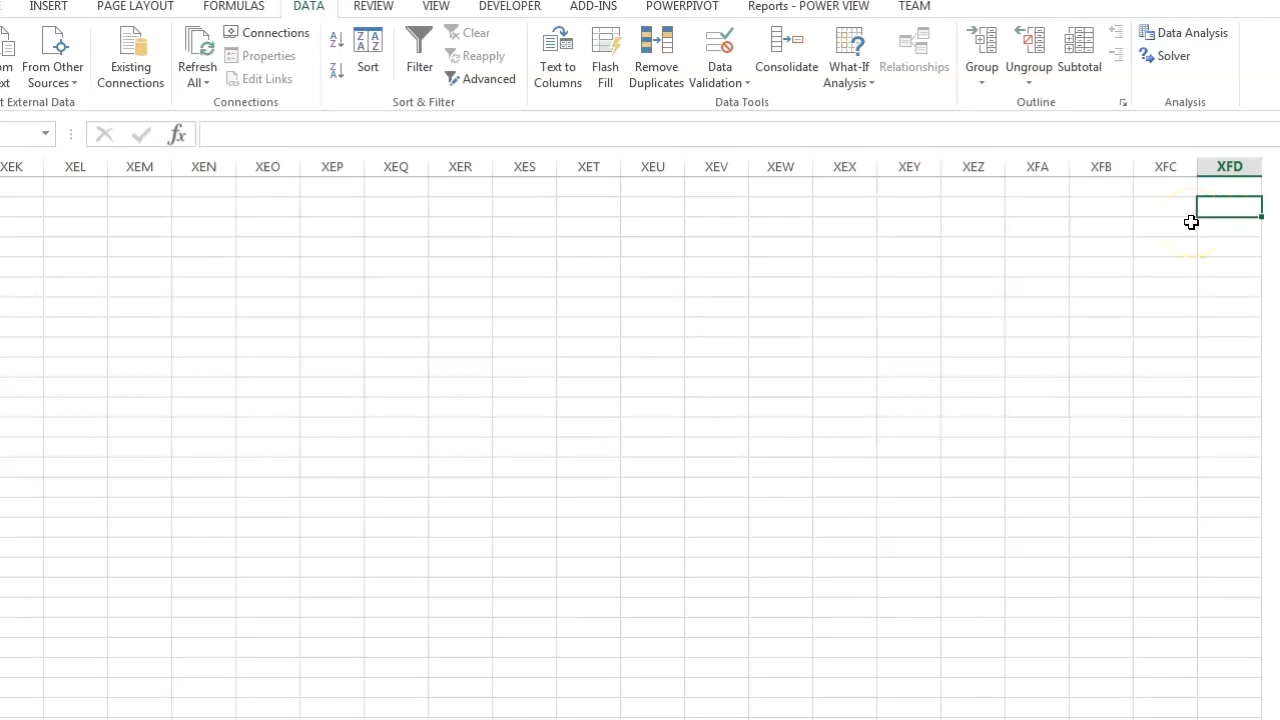 INSERT PAGE LAYOUT FORMULAS DATA REVIEW VIEW DEVELOPER ADD-INS POWERPIVOT Reports - POWER VIEW TEAM
From Other Sources
Existing Connections
Refresh All
Connections
Properties
Edit Links
Sort
Filter
Clear
Reapply
Advanced
Text to Columns
Flash Fill
Remove Duplicates
Data Validation
Consolidate
What-If Analysis
Relationships
Group
Ungroup
Subtotal
Data Analysis
Solver
External Data
Connections
Sort & Filter
Data Tools
Outline
Analysis
fx
XEK XEL XEM XEN XEO XEP XEQ XER XES XET XEU XEV XEW XEX XEY XEZ XFA XFB XFC XFD